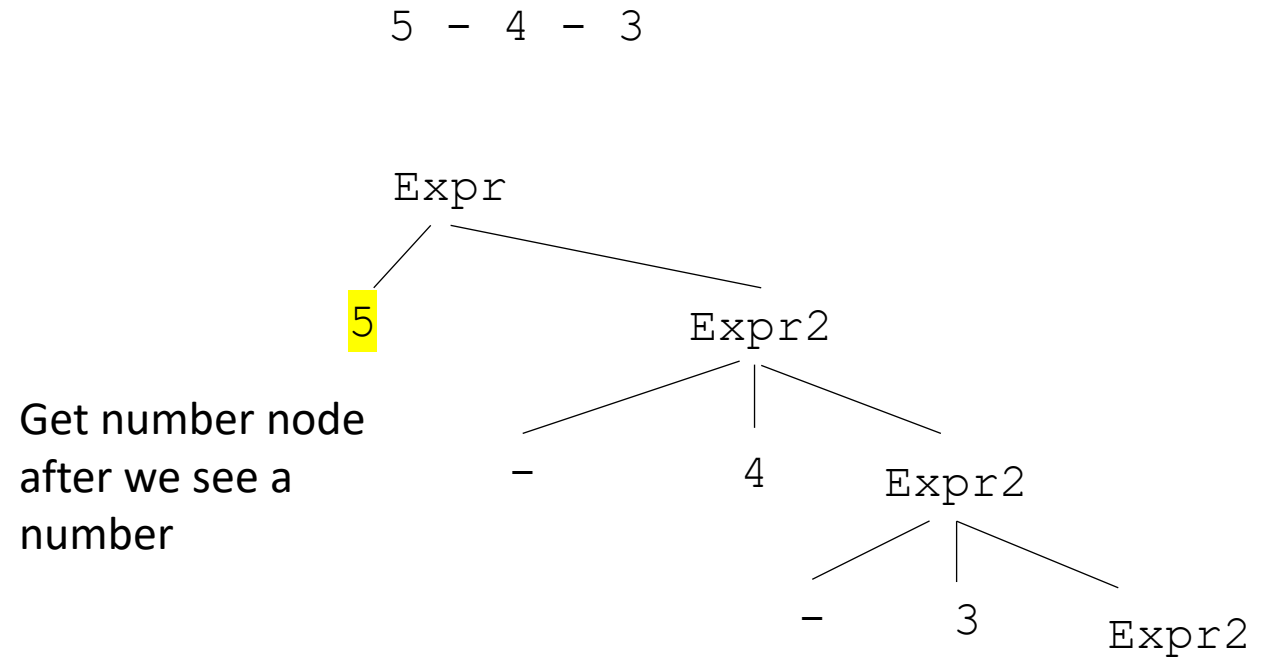 5 - 4 - 3
Expr
5
Expr2
Get number node
after we see a
number
- 4 Expr2
- 3 Expr2